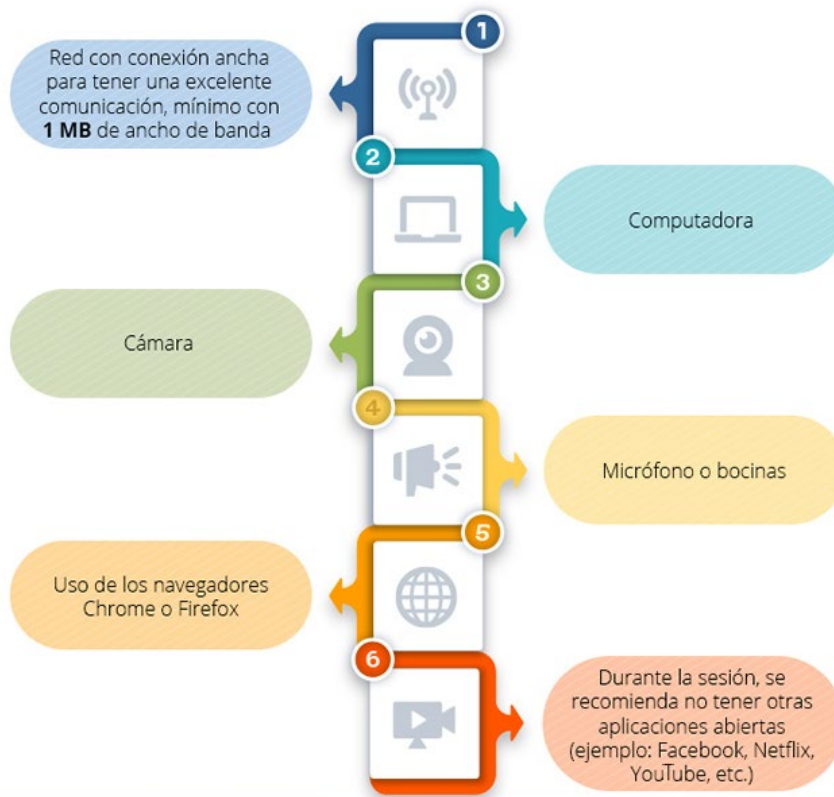 1
Red con conexión ancha
para tener una excelente
comunicación, mínimo con
1 MB de ancho de banda
2
Computadora
3
Cámara
4
Micrófono o bocinas
5
Uso de los navegadores
Chrome o Firefox
6
Durante la sesión, se
recomienda no tener otras
aplicaciones abiertas
(ejemplo: Facebook, Netflix,
YouTube, etc.)